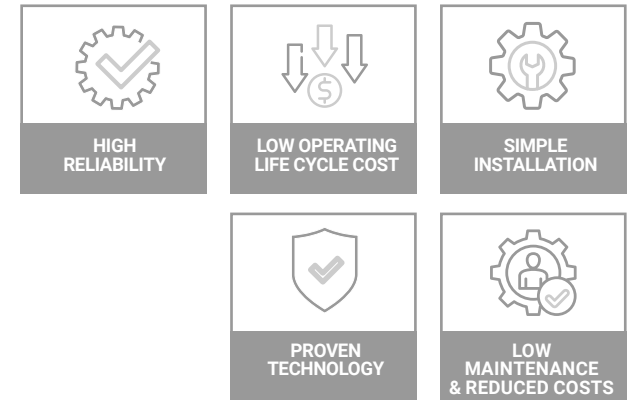 HIGH
RELIABILITY
LOW OPERATING
LIFE CYCLE COST
$
SIMPLE
INSTALLATION
PROVEN
TECHNOLOGY
LOW
MAINTENANCE
& REDUCED COSTS